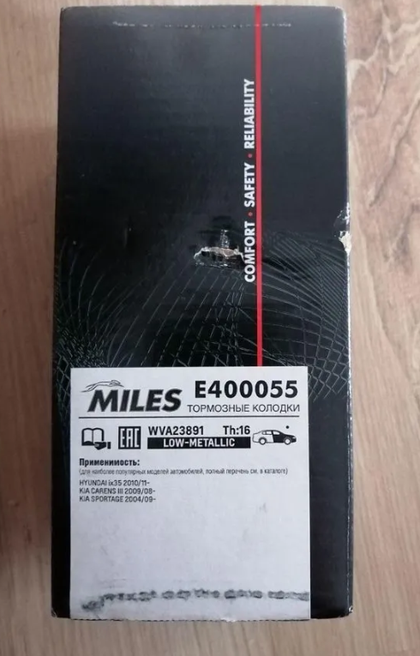 COMFORT · SAFETY · RELIABILITY
MILES
E400055
ТОРМОЗНЫЕ КОЛОДКИ
EAC
WVA23891 Th:16
LOW-METALLIC
Применимость:
(для наиболее популярных моделей автомобилей, полный перечень см. в каталоге)
HYUNDAI ix35 2010/11-
KIA CARENS III 2009/08-
KIA SPORTAGE 2004/09-